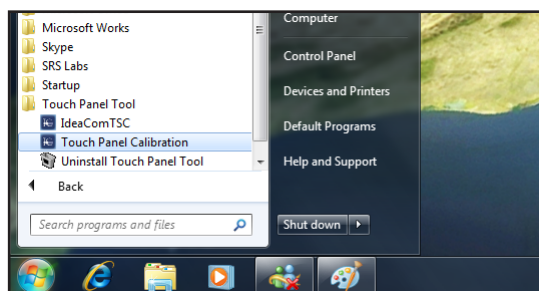 Microsoft Works
Skype
SRS Labs
Startup
Touch Panel Tool
IdeaComTSC
Touch Panel Calibration
Uninstall Touch Panel Tool
Back
Search programs and files
Computer
Control Panel
Devices and Printers
Default Programs
Help and Support
Shut down